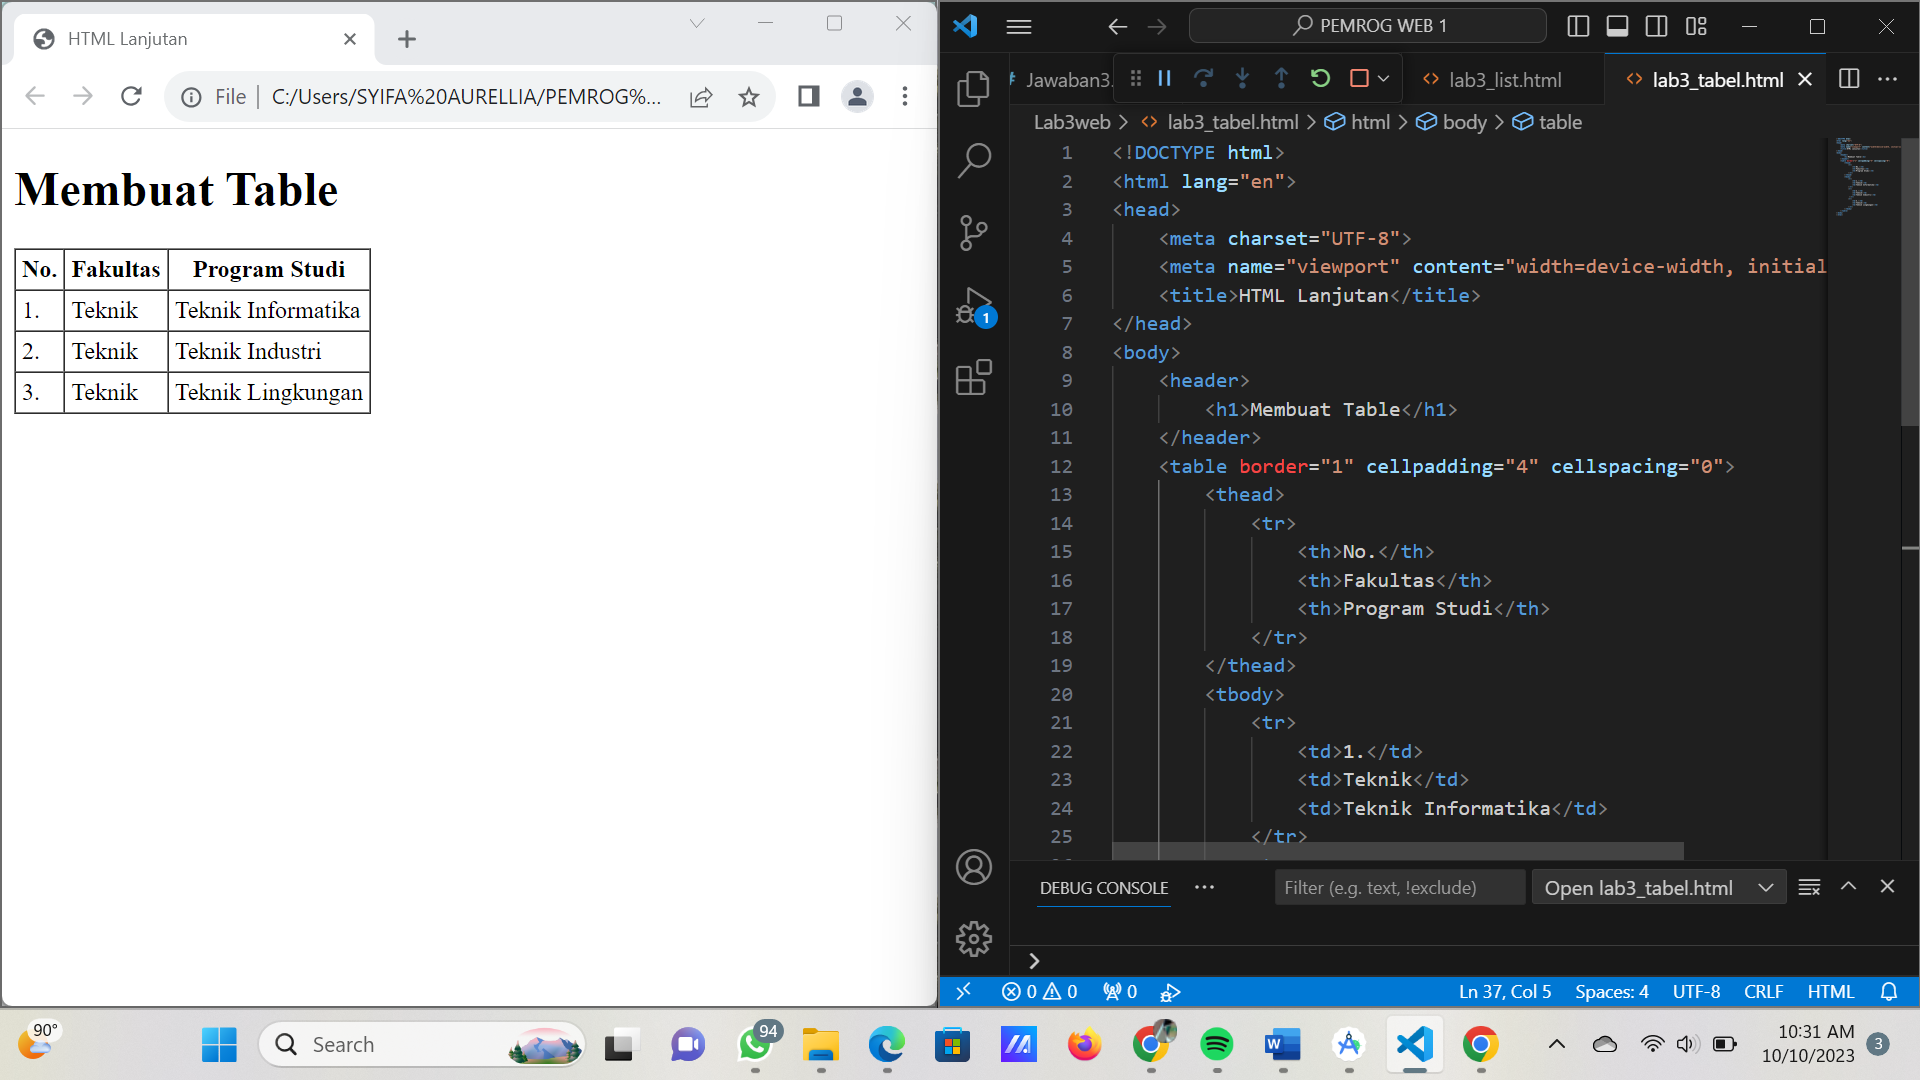 HTML Lanjutan
File
C:/Users/SYIFA%20AURELLIA/PEMROG%...
Membuat Table
No. Fakultas Program Studi
1. Teknik Teknik Informatika
2. Teknik Teknik Industri
3. Teknik Teknik Lingkungan
PEMROG WEB 1
Jawaban3.
lab3_list.html
lab3_tabel.html
Lab3web > lab3_tabel.html > html > body > table
1 <!DOCTYPE html>
2 <html lang="en">
3 <head>
4 <meta charset="UTF-8">
5 <meta name="viewport" content="width=device-width, initial
6 <title>HTML Lanjutan</title>
7 </head>
8 <body>
9 <header>
10 <h1>Membuat Table</h1>
11 </header>
12 <table border="1" cellpadding="4" cellspacing="0">
13 <thead>
14 <tr>
15 <th>No.</th>
16 <th>Fakultas</th>
17 <th>Program Studi</th>
18 </tr>
19 </thead>
20 <tbody>
21 <tr>
22 <td>1.</td>
23 <td>Teknik</td>
24 <td>Teknik Informatika</td>
25 </tr>
1
DEBUG CONSOLE
Filter (e.g. text, !exclude)
Open lab3_tabel.html
0 0 0
Ln 37, Col 5 Spaces: 4 UTF-8 CRLF HTML
90°
Search
94
10:31 AM
10/10/2023
3